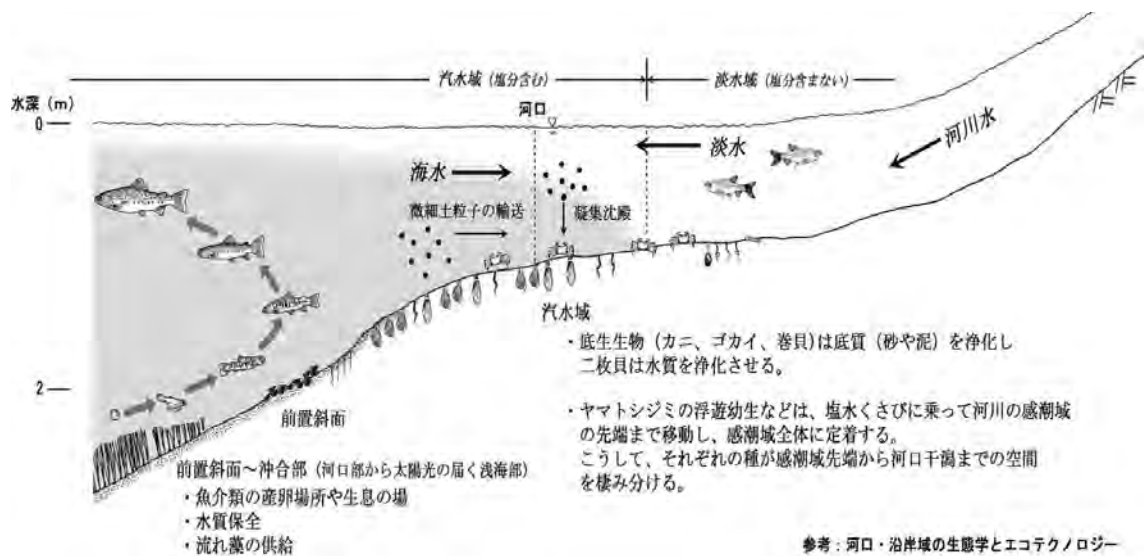 汽水域（塩分含む）
淡水域（塩分含まない）
水深（m）
河口
0
淡水
河川水
海水
微細土粒子の輸送
凝集沈殿
汽水域
・底生生物（カニ、ゴカイ、巻貝）は底質（砂や泥）を浄化し
二枚貝は水質を浄化させる。
2
・ヤマトシジミの浮遊幼生などは、塩水くさびに乗って河川の感潮域
の先端まで移動し、感潮域全体に定着する。
こうして、それぞれの種が感潮域先端から河口干潟までの空間
を棲み分ける。
前置斜面
前置斜面～沖合部（河口部から太陽光の届く浅海部）
・魚介類の産卵場所や生息の場
・水質保全
・流れ藻の供給
参考：河口・沿岸域の生態学とエコテクノロジー